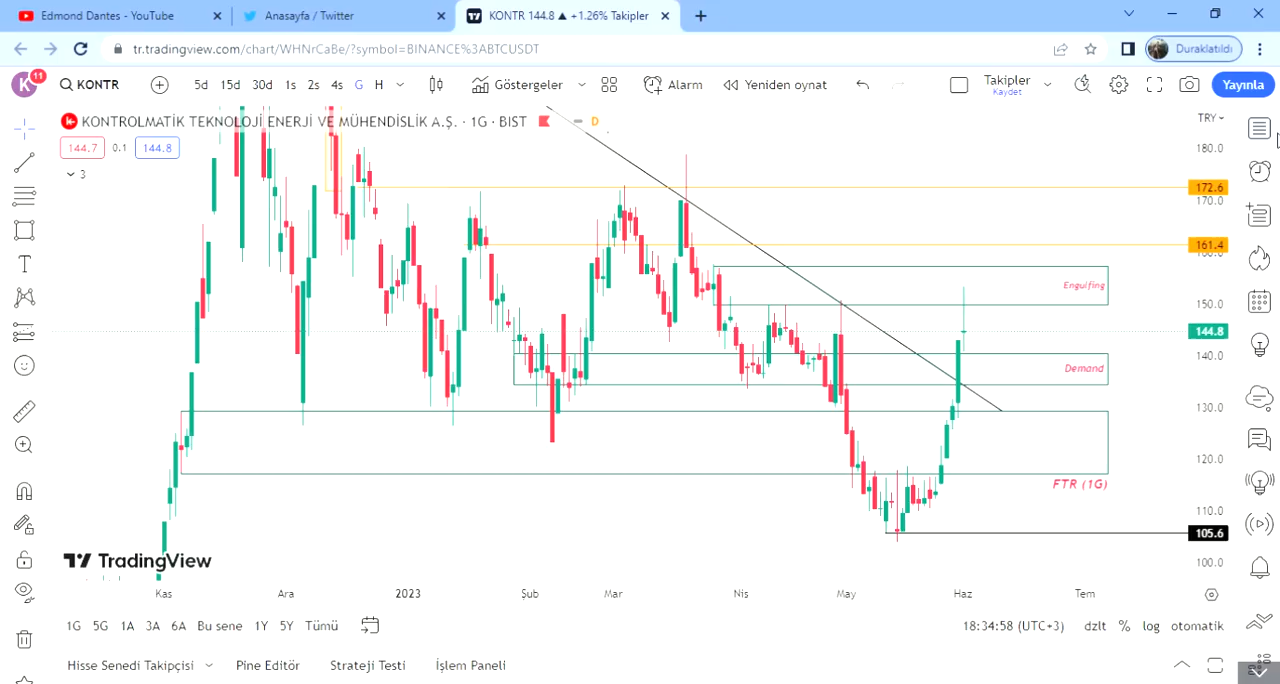 Edmond Dantes - YouTube
Anasayfa / Twitter
KONTR 144.8 ▲ +1.26% Takipler
tr.tradingview.com/chart/WHNrCaBe/?symbol=BINANCE%3ABTCUSDT
Duraklatıldı
K 11
KONTR
5d 15d 30d 1s 2s 4s G H
Göstergeler
Alarm
Yeniden oynat
Takipler
Kaydet
Yayınla
KONTROLMATİK TEKNOLOJİ ENERJİ VE MÜHENDİSLİK A.Ş. · 1G · BIST
D
TRY
144.7 0.1 144.8
3
180.0
172.6
170.0
161.4
160.0
Engulfing
150.0
144.8
140.0
Demand
130.0
120.0
FTR (1G)
110.0
105.6
100.0
TradingView
Kas Ara 2023 Şub Mar Nis May Haz Tem
1G 5G 1A 3A 6A Bu sene 1Y 5Y Tümü
18:34:58 (UTC+3) dzlt % log otomatik
Hisse Senedi Takipçisi Pine Editör Strateji Testi İşlem Paneli